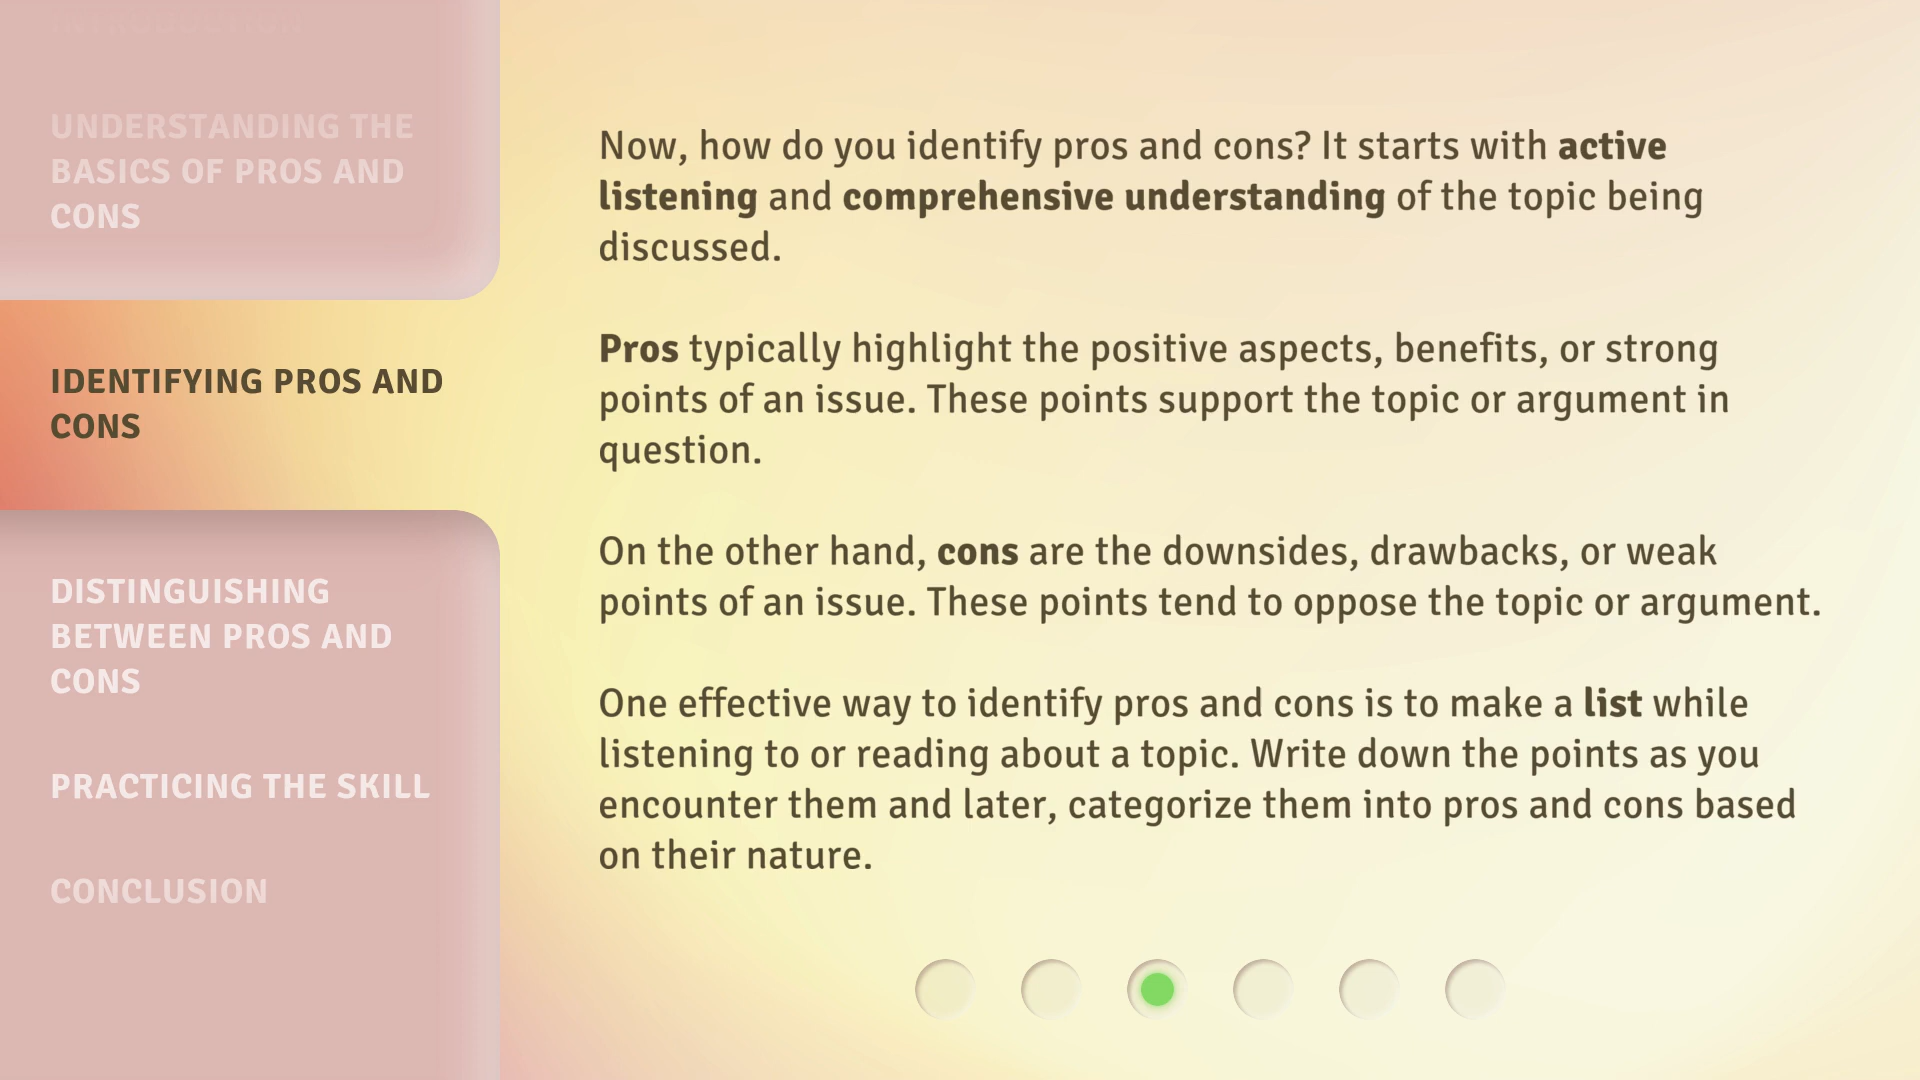 INTRODUCTION
UNDERSTANDING THE
BASICS OF PROS AND
CONS
IDENTIFYING PROS AND
CONS
DISTINGUISHING
BETWEEN PROS AND
CONS
PRACTICING THE SKILL
CONCLUSION
Now, how do you identify pros and cons? It starts with active
listening and comprehensive understanding of the topic being
discussed.
Pros typically highlight the positive aspects, benefits, or strong
points of an issue. These points support the topic or argument in
question.
On the other hand, cons are the downsides, drawbacks, or weak
points of an issue. These points tend to oppose the topic or argument.
One effective way to identify pros and cons is to make a list while
listening to or reading about a topic. Write down the points as you
encounter them and later, categorize them into pros and cons based
on their nature.